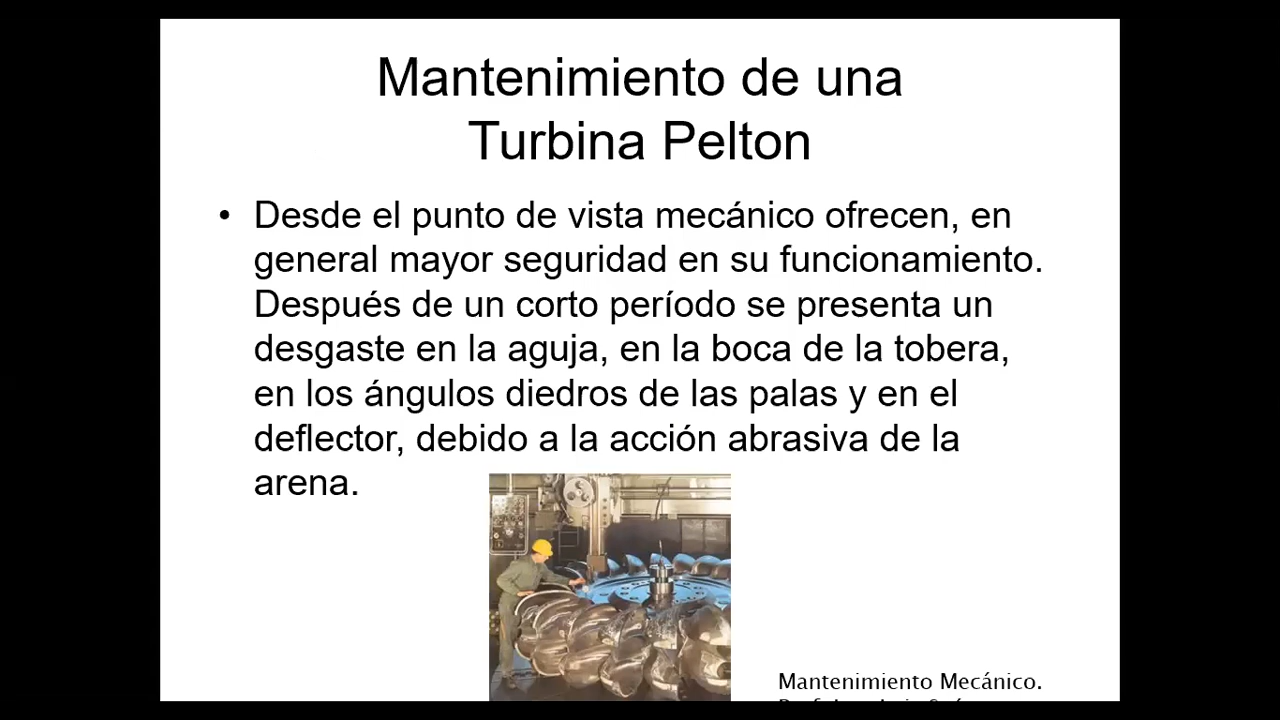 Mantenimiento de una
Turbina Pelton
• Desde el punto de vista mecánico ofrecen, en
general mayor seguridad en su funcionamiento.
Después de un corto período se presenta un
desgaste en la aguja, en la boca de la tobera,
en los ángulos diedros de las palas y en el
deflector, debido a la acción abrasiva de la
arena.
Mantenimiento Mecánico.